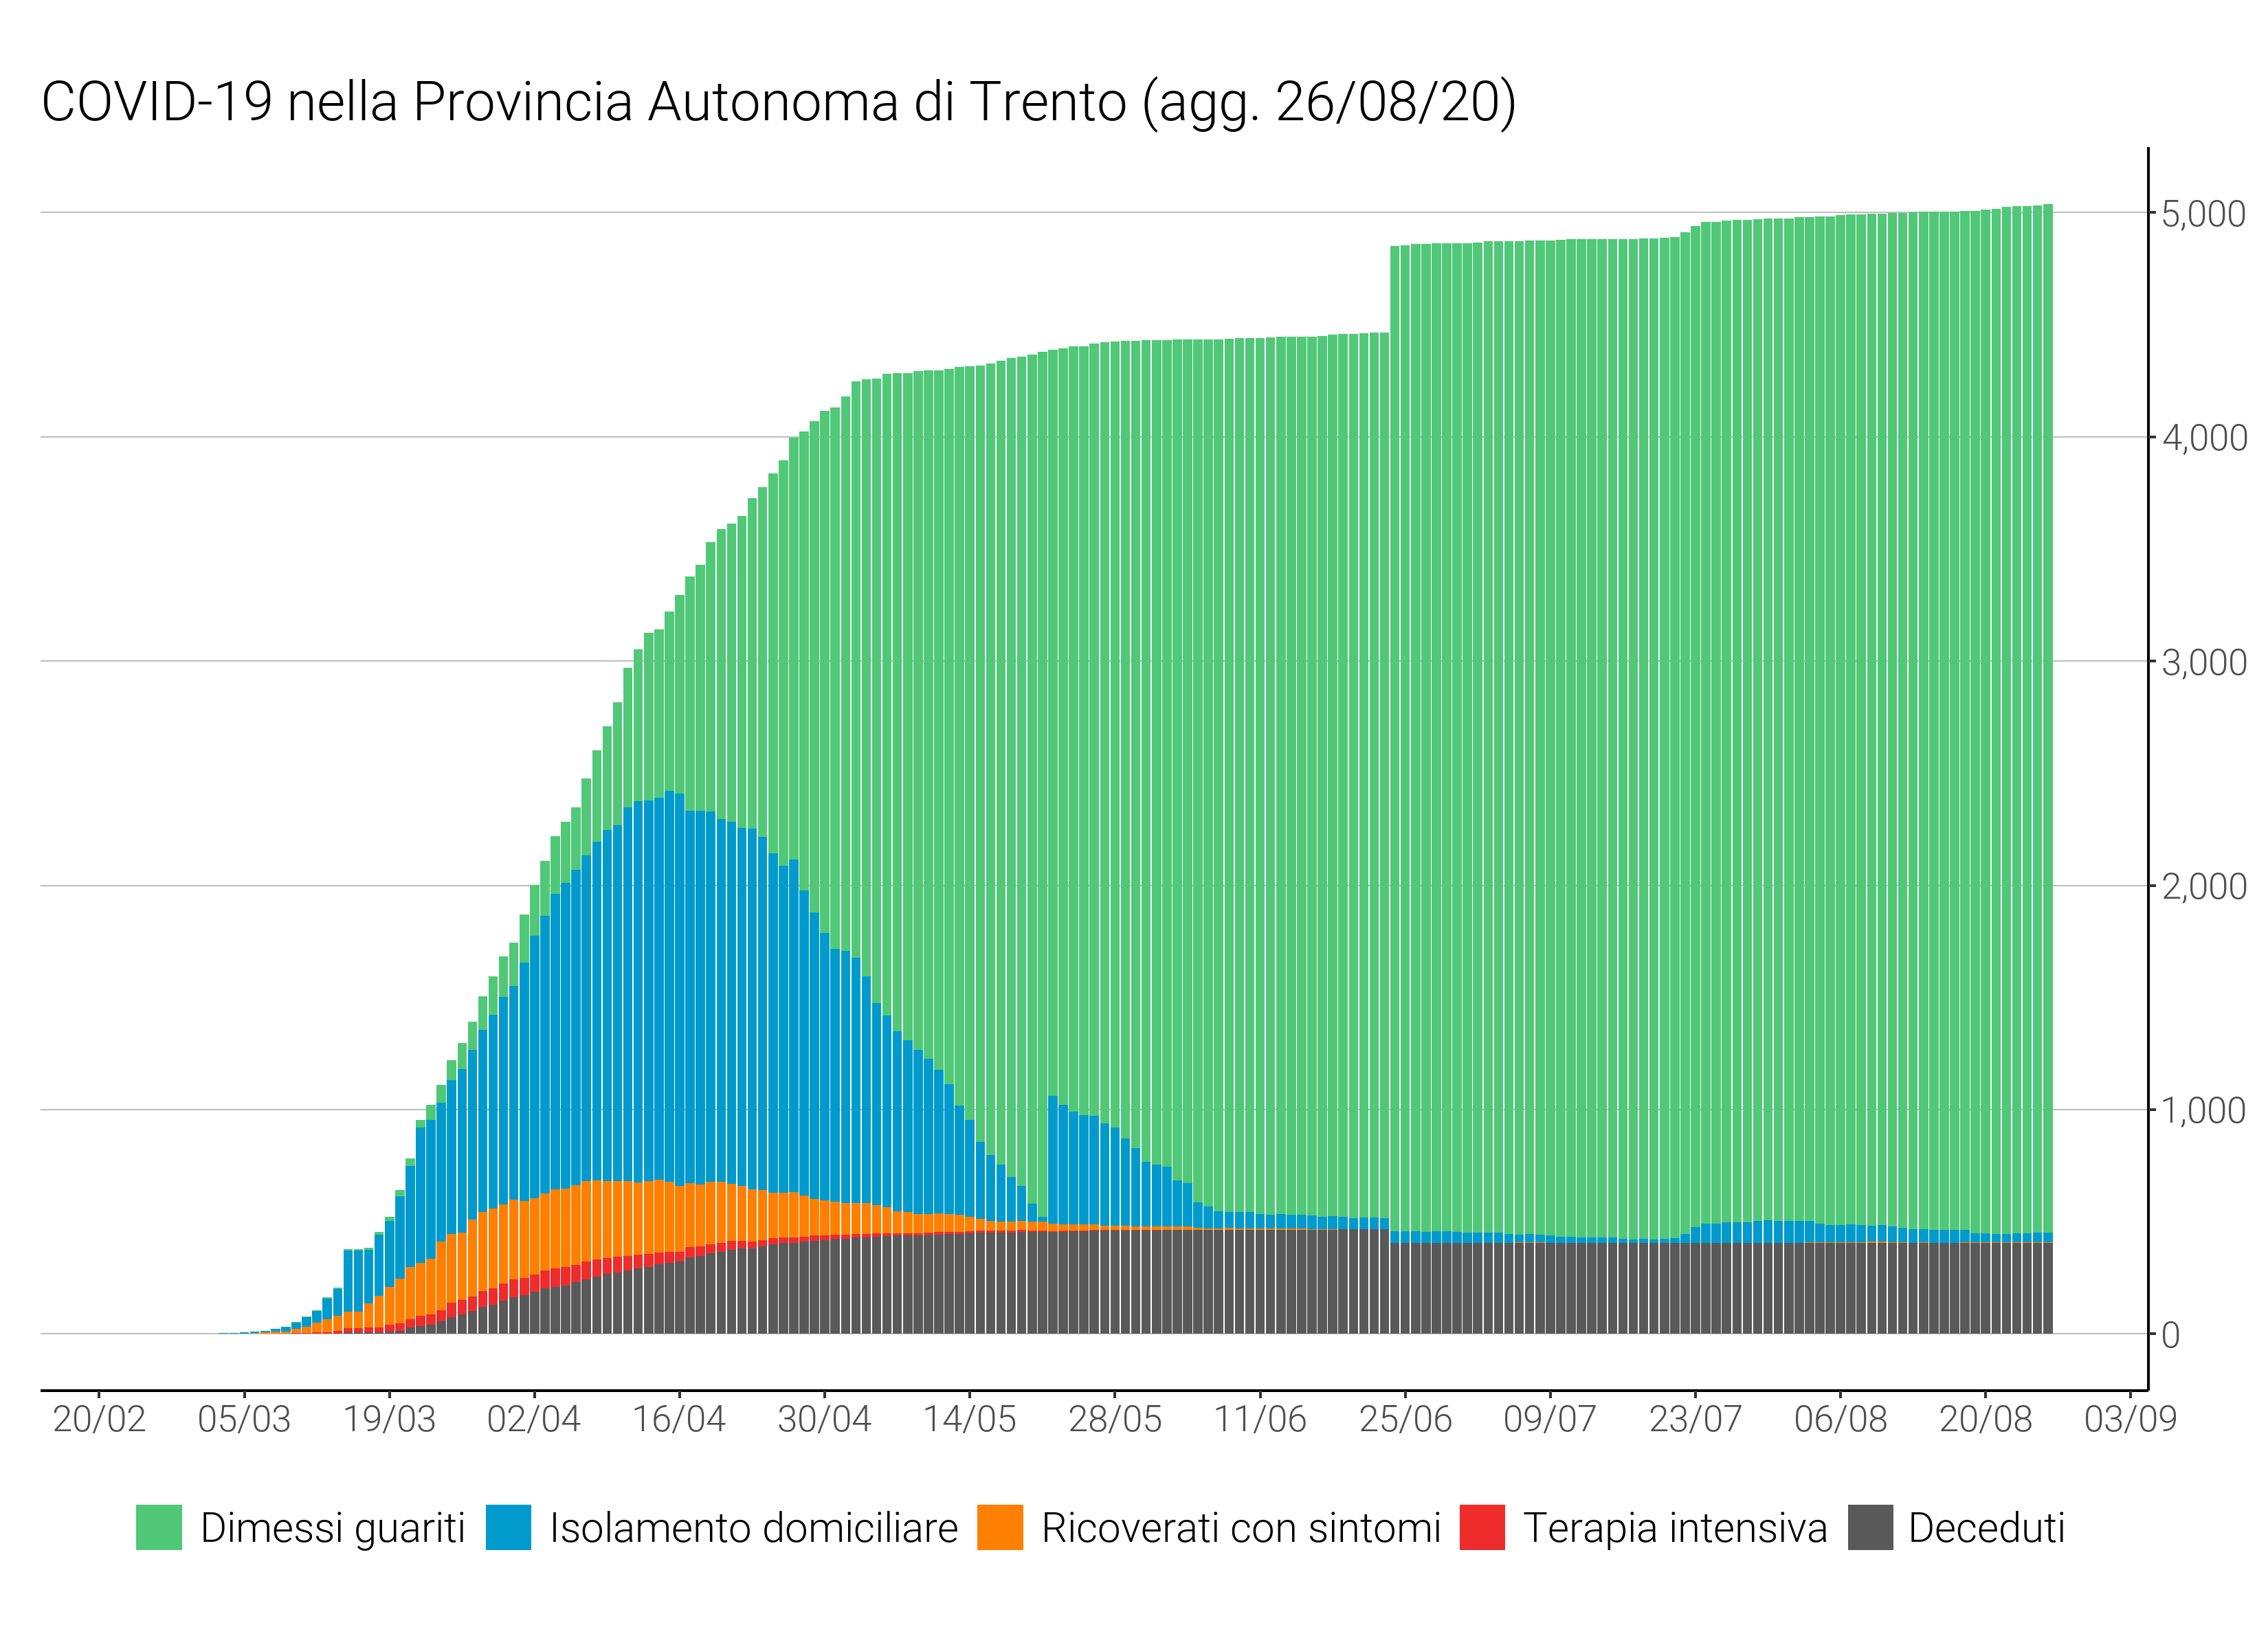 COVID-19 nella Provincia Autonoma di Trento (agg. 26/08/20)
5,000
4,000
3,000
2,000
1,000
0
20/02 05/03 19/03 02/04 16/04 30/04 14/05 28/05 11/06 25/06 09/07 23/07 06/08 20/08 03/09
Dimessi guariti Isolamento domiciliare Ricoverati con sintomi Terapia intensiva Deceduti